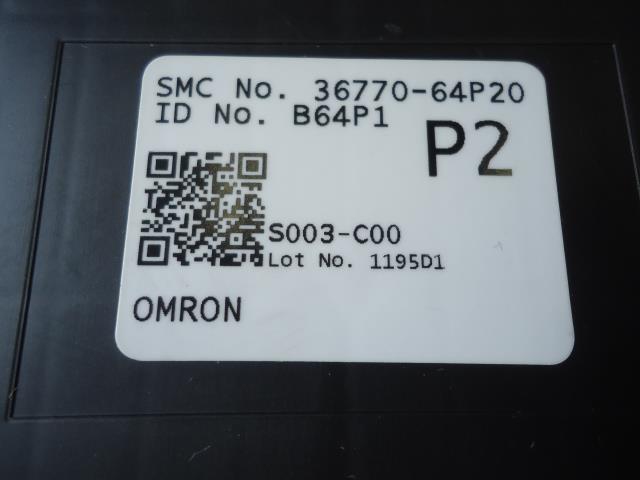 SMC No. 36770-64P20
ID No. B64P1
P2
S003-C00
Lot No. 1195D1
OMRON